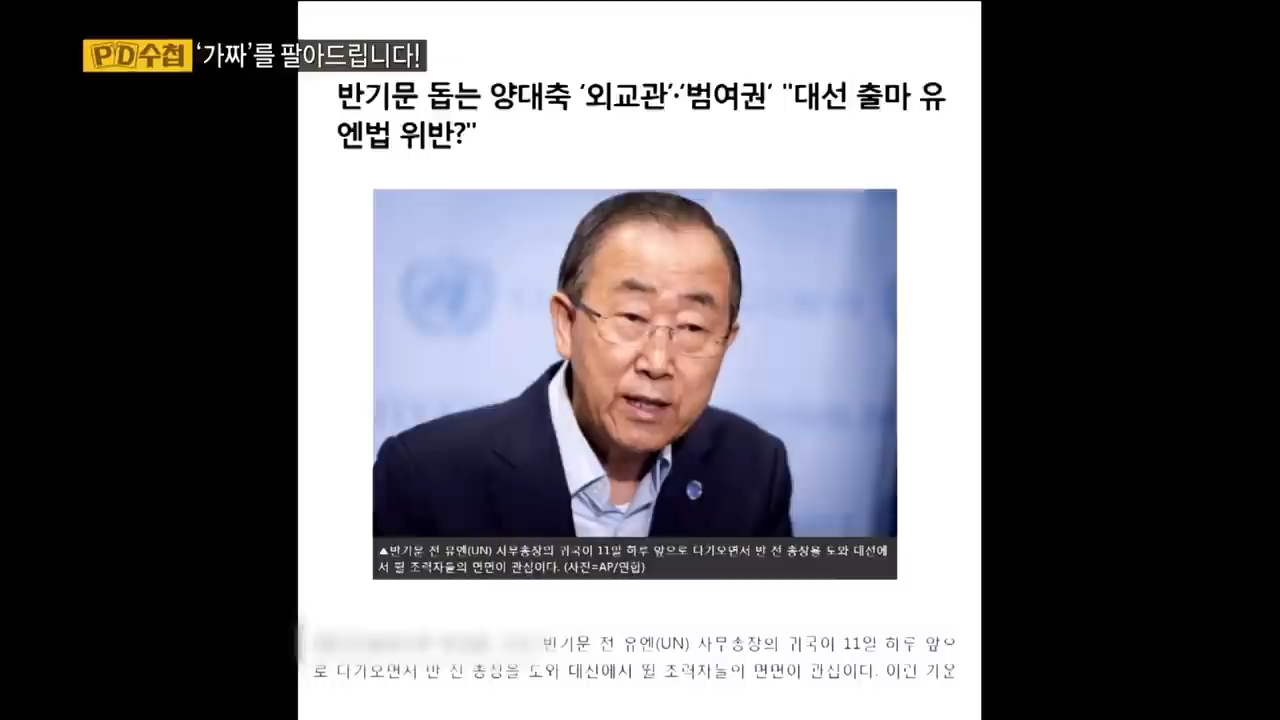 PD수첩 '가짜'를 팔아드립니다!
반기문 돕는 양대축 '외교관'·'범여권' "대선 출마 유
엔법 위반?"
▲반기문 전 유엔(UN) 사무총장의 귀국이 11일 하루 앞으로 다가오면서 반 전 총장을 도와 대선에
서 뛸 조력자들의 면면이 관심이다. (사진=AP/연합)
반기문 전 유엔(UN) 사무총장의 귀국이 11일 하루 앞으
로 다가오면서 반 전 총장을 도와 대선에서 뛸 조력자들의 면면이 관심이다. 이런 가운